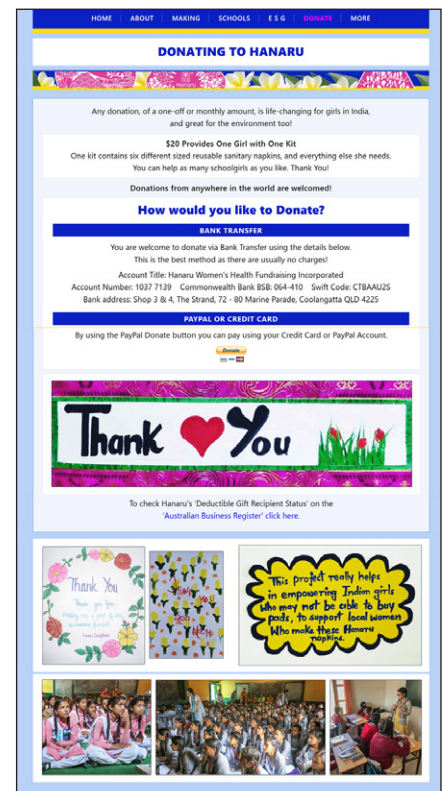 HOME ABOUT MAKING SCHOOLS E S G DONATE MORE
DONATING TO HANARU
Any donation, of a one-off or monthly amount, is life-changing for girls in India,
and great for the environment too!
$20 Provides One Girl with One Kit
One kit contains six different sized reusable sanitary napkins, and everything else she needs.
You can help as many schoolgirls as you like. Thank You!
Donations from anywhere in the world are welcomed!
How would you like to Donate?
BANK TRANSFER
You are welcome to donate via Bank Transfer using the details below.
This is the best method as there are usually no charges!
Account Title: Hanaru Women's Health Fundraising Incorporated
Account Number: 1037 7139 Commonwealth Bank BSB: 064-410 Swift Code: CTBAAU2S
Bank address: Shop 3 & 4, The Strand, 72 - 80 Marine Parade, Coolangatta QLD 4225
PAYPAL OR CREDIT CARD
By using the PayPal Donate button you can pay using your Credit Card or PayPal Account.
Donate
Thank You
To check Hanaru's 'Deductible Gift Recipient Status' on the
'Australian Business Register' click here.
Thank You
Thank you for
making me a part of this
This project really helps
in empowering Indian girls
who may not be able to buy
pads, to support local women
Who make these Hanaru
napkins.